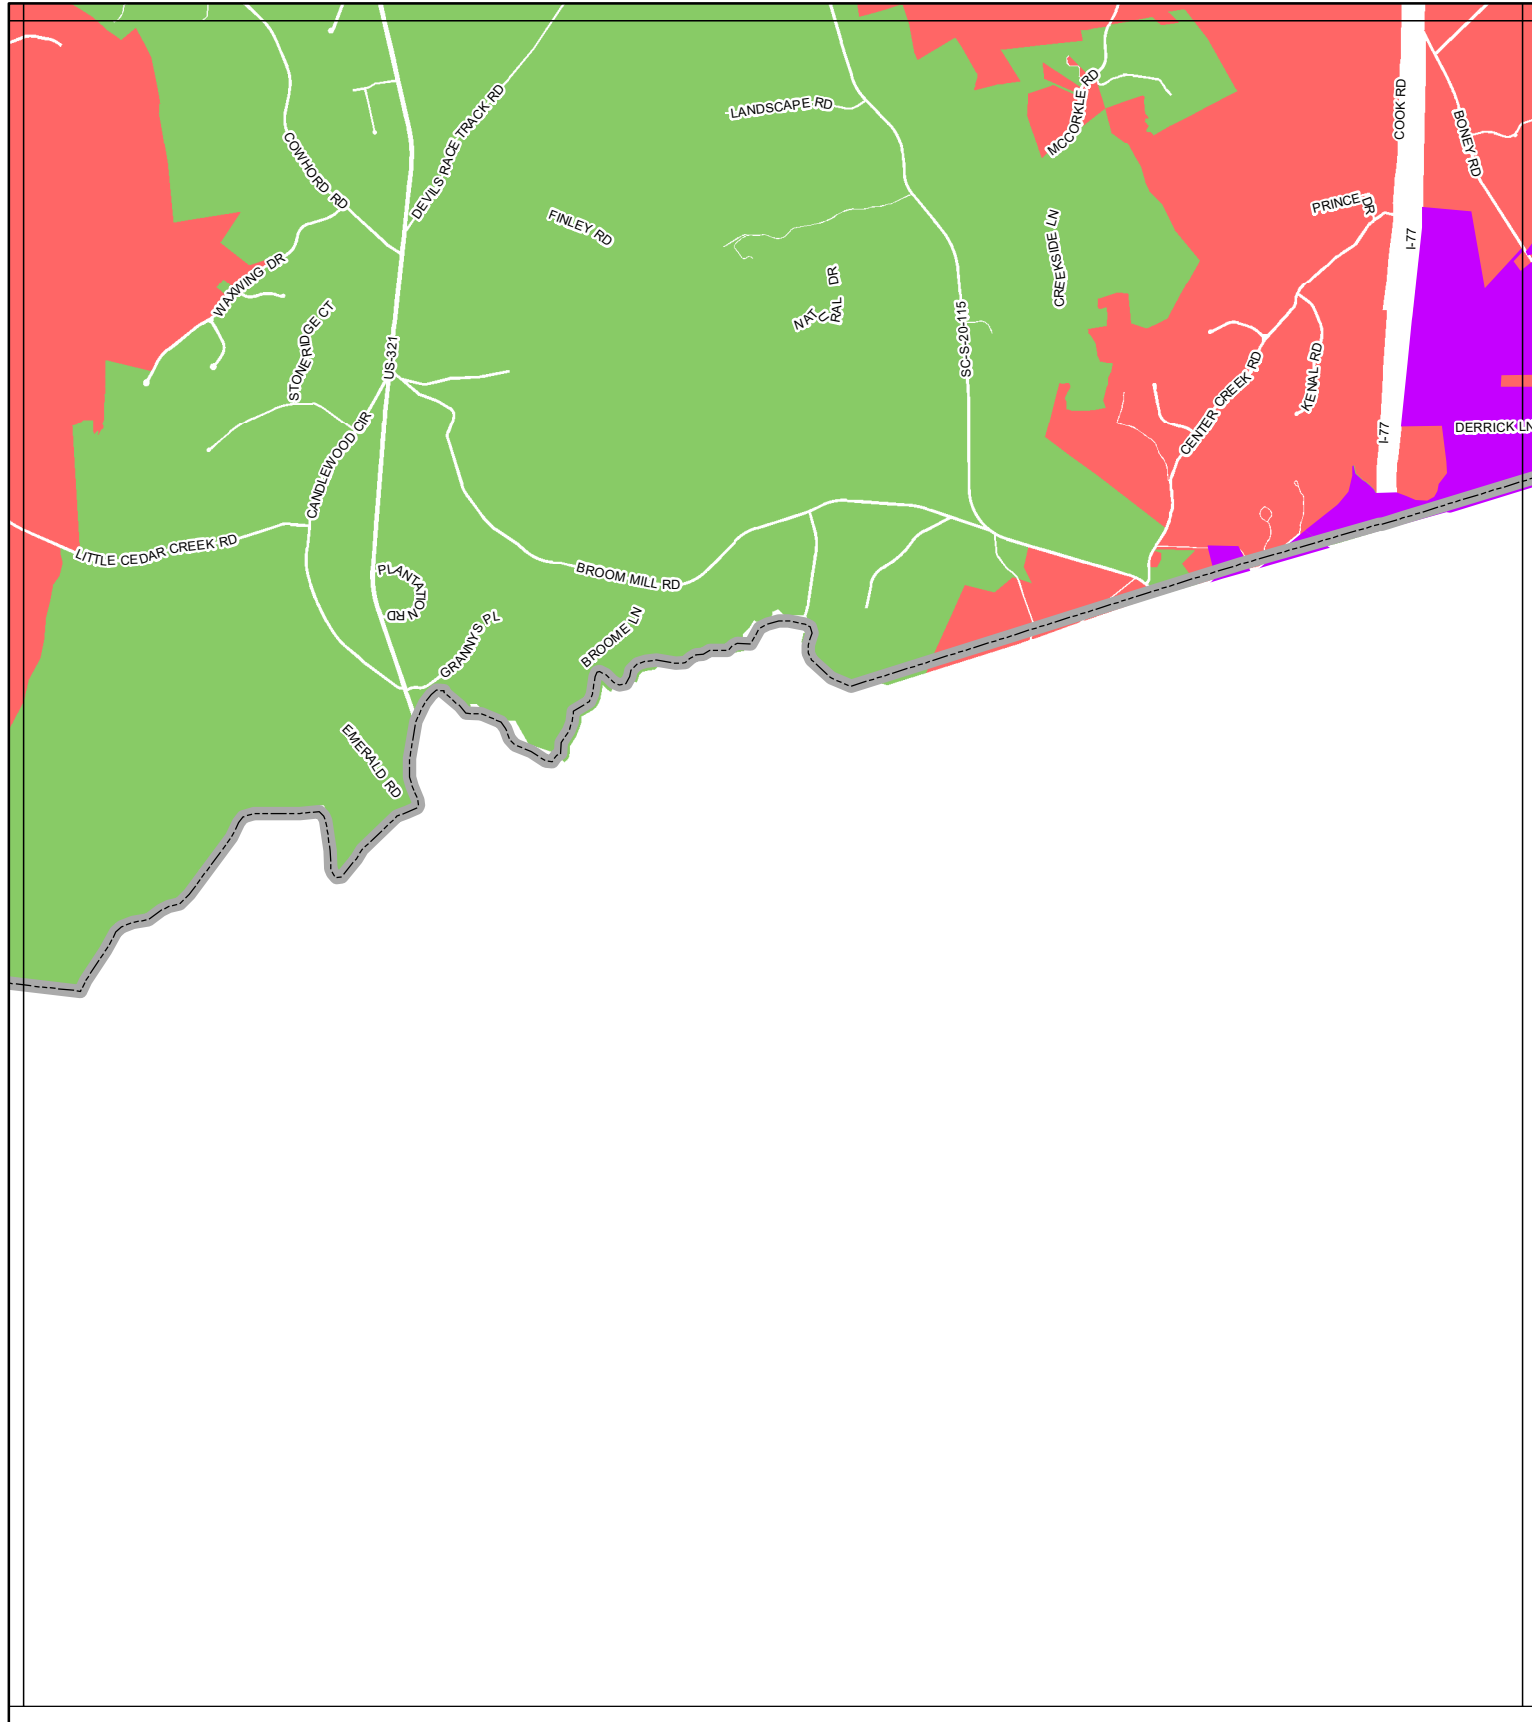 COOK RD
MCCORKLE RD
BONEY RD
LANDSCAPE RD
DEVILS RACE TRACK RD
COWHORD RD
PRINCE DR
FINLEY RD
I-77
CREEKSIDE LN
WAXWING DR
NATURAL DR
STONERIDGE CT
US-321
SC-S-20-115
KENAL RD
CENTER CREEK RD
I-77
DERRICK LN
CANDLEWOOD CIR
LITTLE CEDAR CREEK RD
BROOM MILL RD
PLANTATION RD
GRANNYS PL
BROOME LN
EMERALD RD